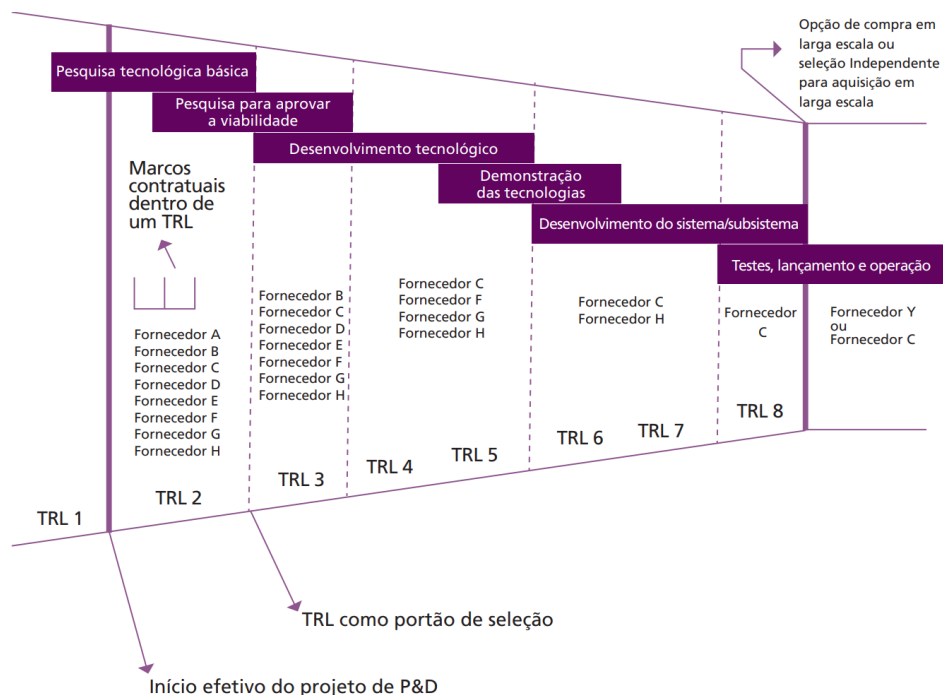 Opção de compra em
larga escala ou
seleção Independente
para aquisição em
larga escala
Pesquisa tecnológica básica
Pesquisa para aprovar
a viabilidade
Desenvolvimento tecnológico
Demonstração
das tecnologias
Desenvolvimento do sistema/subsistema
Testes, lançamento e operação
Marcos
contratuais
dentro de
um TRL
Fornecedor A
Fornecedor B
Fornecedor C
Fornecedor D
Fornecedor E
Fornecedor F
Fornecedor G
Fornecedor H
Fornecedor B
Fornecedor C
Fornecedor D
Fornecedor E
Fornecedor F
Fornecedor G
Fornecedor H
Fornecedor C
Fornecedor F
Fornecedor G
Fornecedor H
Fornecedor C
Fornecedor H
Fornecedor
C
Fornecedor Y
ou
Fornecedor C
TRL 1
TRL 2
TRL 3
TRL 4
TRL 5
TRL 6
TRL 7
TRL 8
TRL como portão de seleção
Início efetivo do projeto de P&D